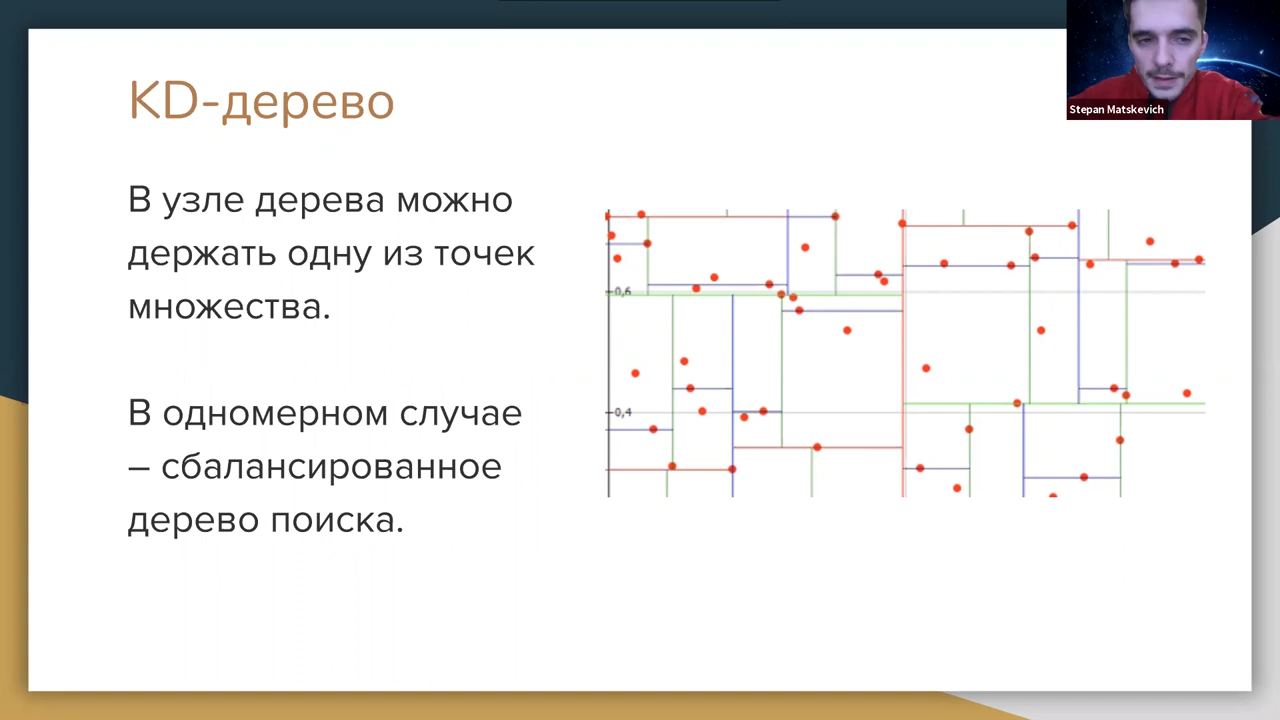 KD-дерево
Stepan Matskevich
В узле дерева можно
держать одну из точек
множества.
В одномерном случае
– сбалансированное
дерево поиска.
0,6
0,4